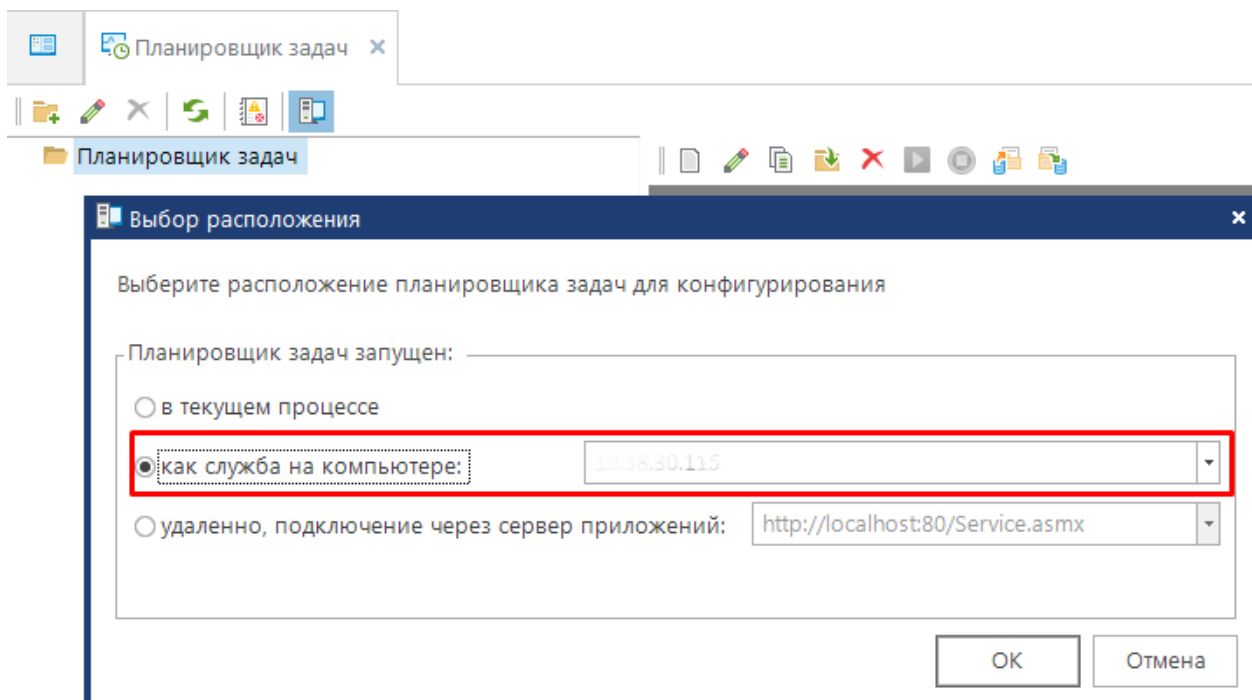 Планировщик задач
Планировщик задач
Выбор расположения
Выберите расположение планировщика задач для конфигурирования
Планировщик задач запущен:
в текущем процессе
как служба на компьютере:
удаленно, подключение через сервер приложений: http://localhost:80/Service.asmx
OK Отмена